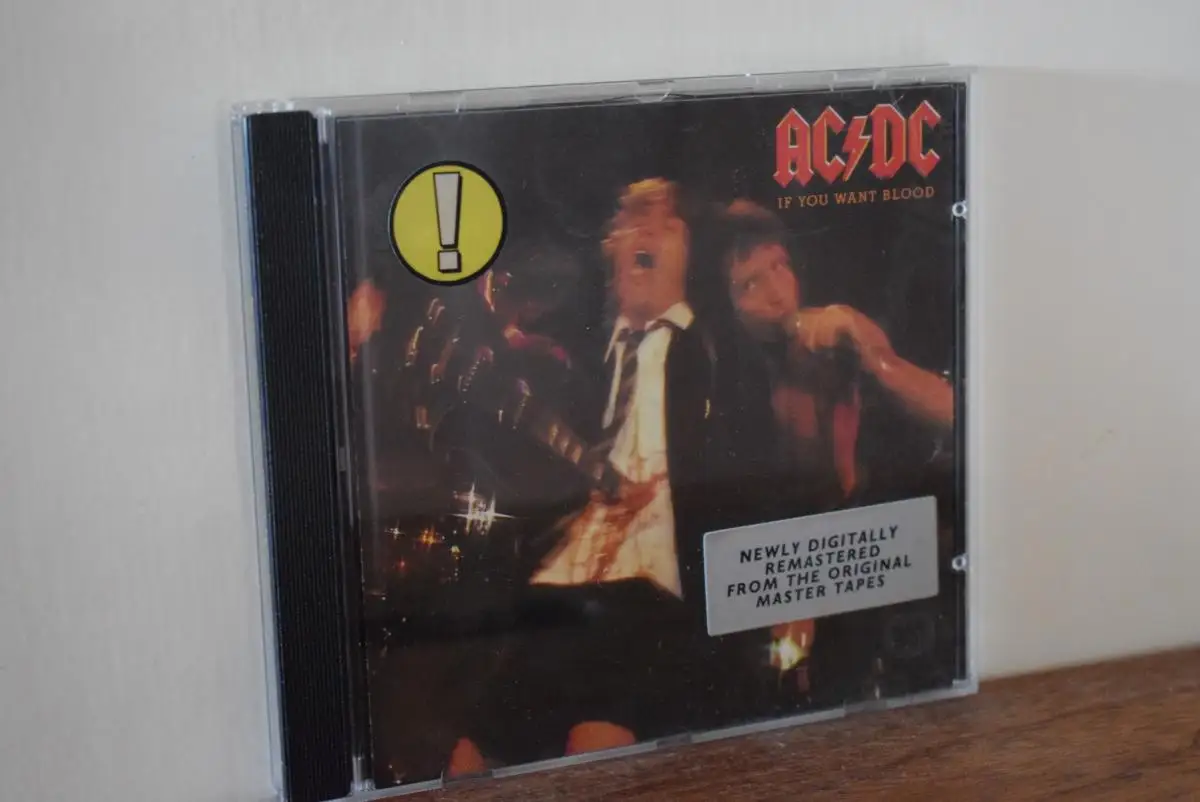 !
AC⚡DC
IF YOU WANT BLOOD
NEWLY DIGITALLY
REMASTERED
FROM THE ORIGINAL
MASTER TAPES